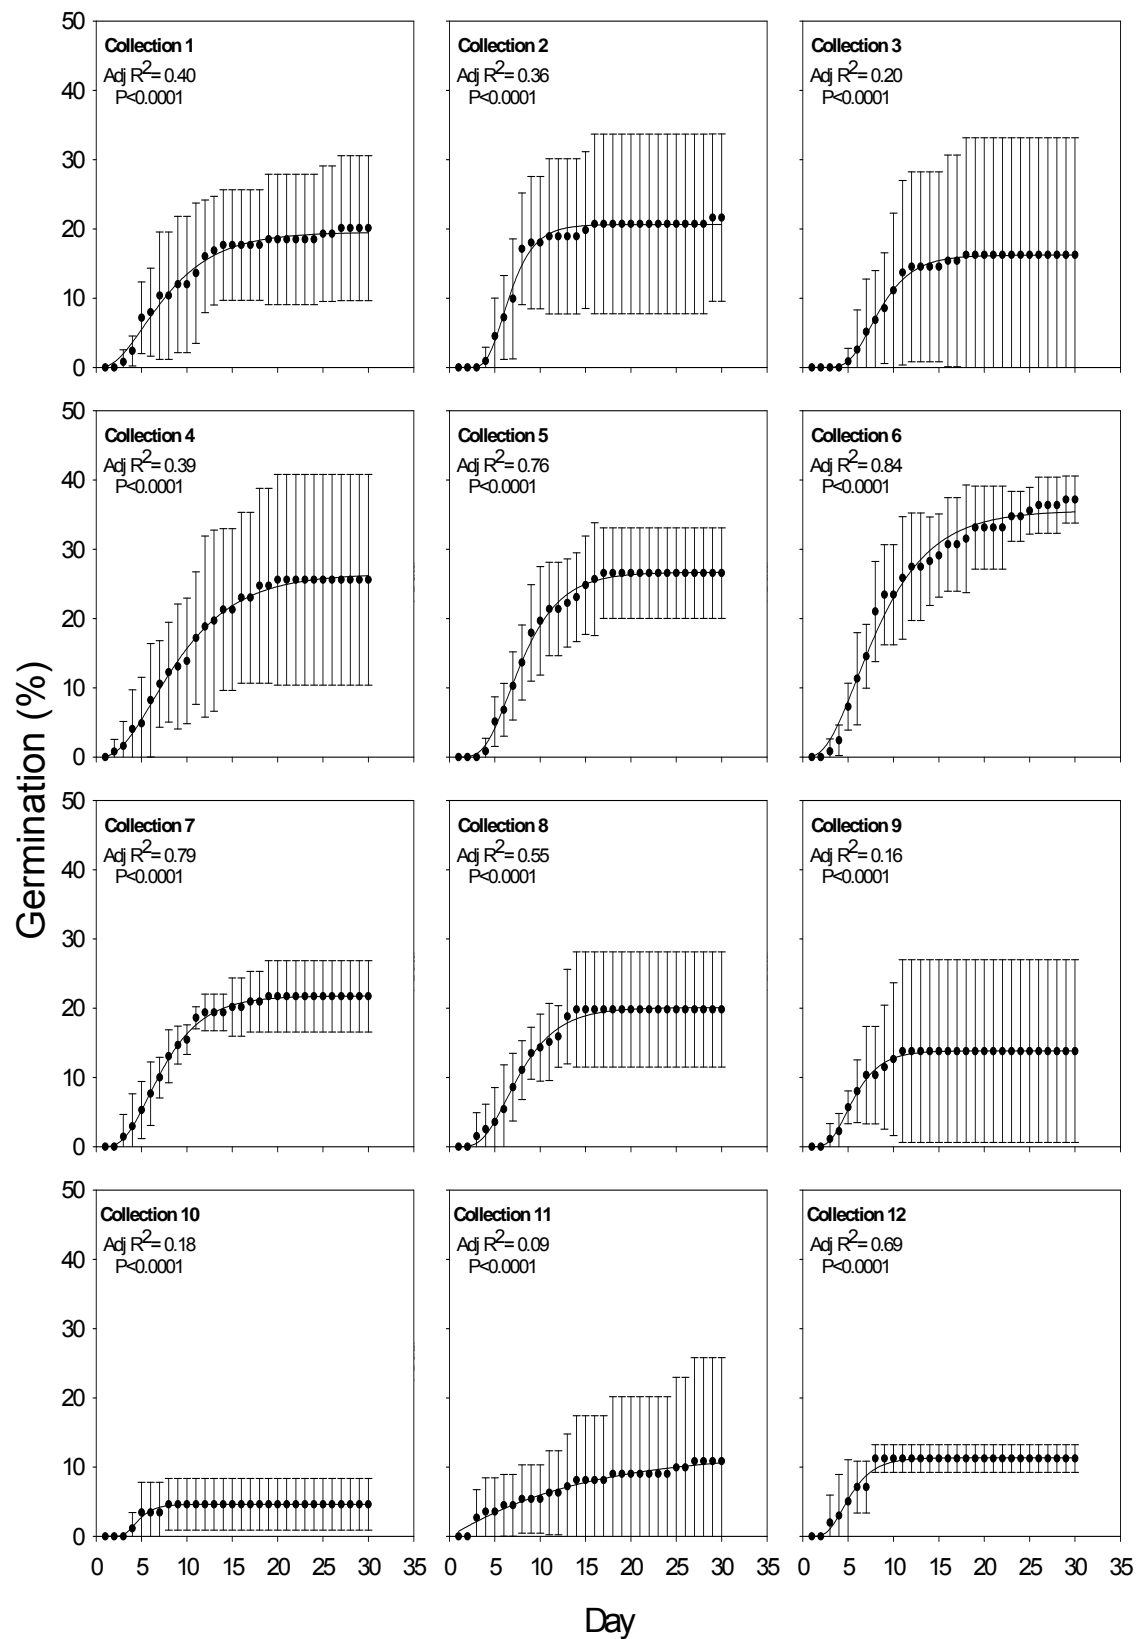 Germination (%)
50
40
30
20
10
0
Collection 1
Adj R²= 0.40
P<0.0001
Collection 2
Adj R²= 0.36
P<0.0001
Collection 3
Adj R²= 0.20
P<0.0001
50
40
30
20
10
0
Collection 4
Adj R²= 0.39
P<0.0001
Collection 5
Adj R²= 0.76
P<0.0001
Collection 6
Adj R²= 0.84
P<0.0001
50
40
30
20
10
0
Collection 7
Adj R²= 0.79
P<0.0001
Collection 8
Adj R²= 0.55
P<0.0001
Collection 9
Adj R²= 0.16
P<0.0001
50
40
30
20
10
0
Collection 10
Adj R²= 0.18
P<0.0001
Collection 11
Adj R²= 0.09
P<0.0001
Collection 12
Adj R²= 0.69
P<0.0001
0 5 10 15 20 25 30 35 0 5 10 15 20 25 30 35 0 5 10 15 20 25 30 35
Day